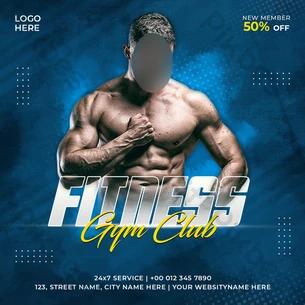 LOGO
HERE
NEW MEMBER
50% OFF
FITNESS
Gym Club
24x7 SERVICE | +00 012 345 7890
123, STREET NAME, CITY NAME HERE | YOUR WEBSITYNAME HERE